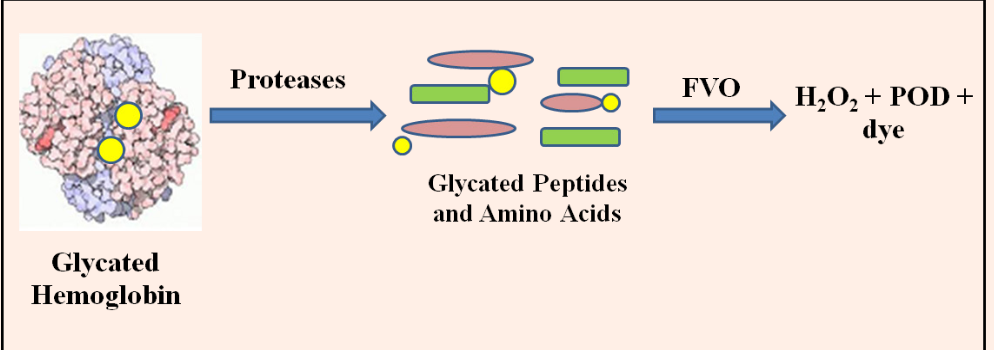 Proteases
FVO
H₂O₂ + POD +
dye
Glycated Peptides
and Amino Acids
Glycated
Hemoglobin